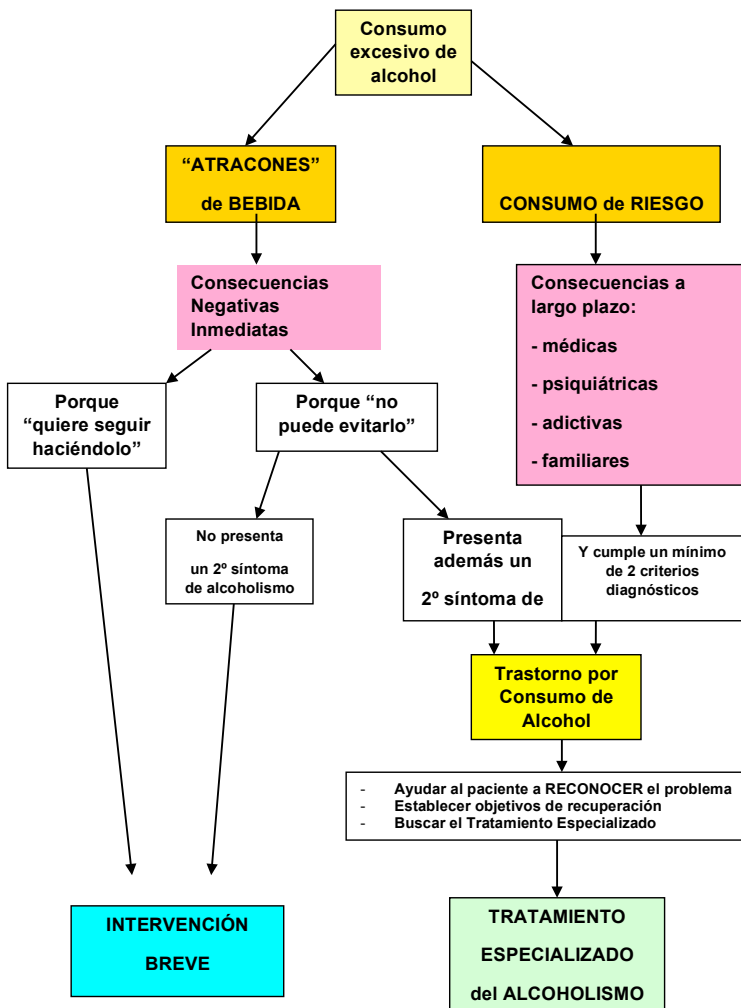 Consumo
excesivo de
alcohol
“ATRACONES”
de BEBIDA
CONSUMO de RIESGO
Consecuencias
Negativas
Inmediatas
Consecuencias a
largo plazo:
- médicas
- psiquiátricas
- adictivas
- familiares
Porque
“quiere seguir
haciéndolo”
Porque “no
puede evitarlo”
No presenta
un 2º síntoma
de alcoholismo
Presenta
además un
2º síntoma de
Y cumple un mínimo
de 2 criterios
diagnósticos
Trastorno por
Consumo de
Alcohol
- Ayudar al paciente a RECONOCER el problema
- Establecer objetivos de recuperación
- Buscar el Tratamiento Especializado
INTERVENCIÓN
BREVE
TRATAMIENTO
ESPECIALIZADO
del ALCOHOLISMO